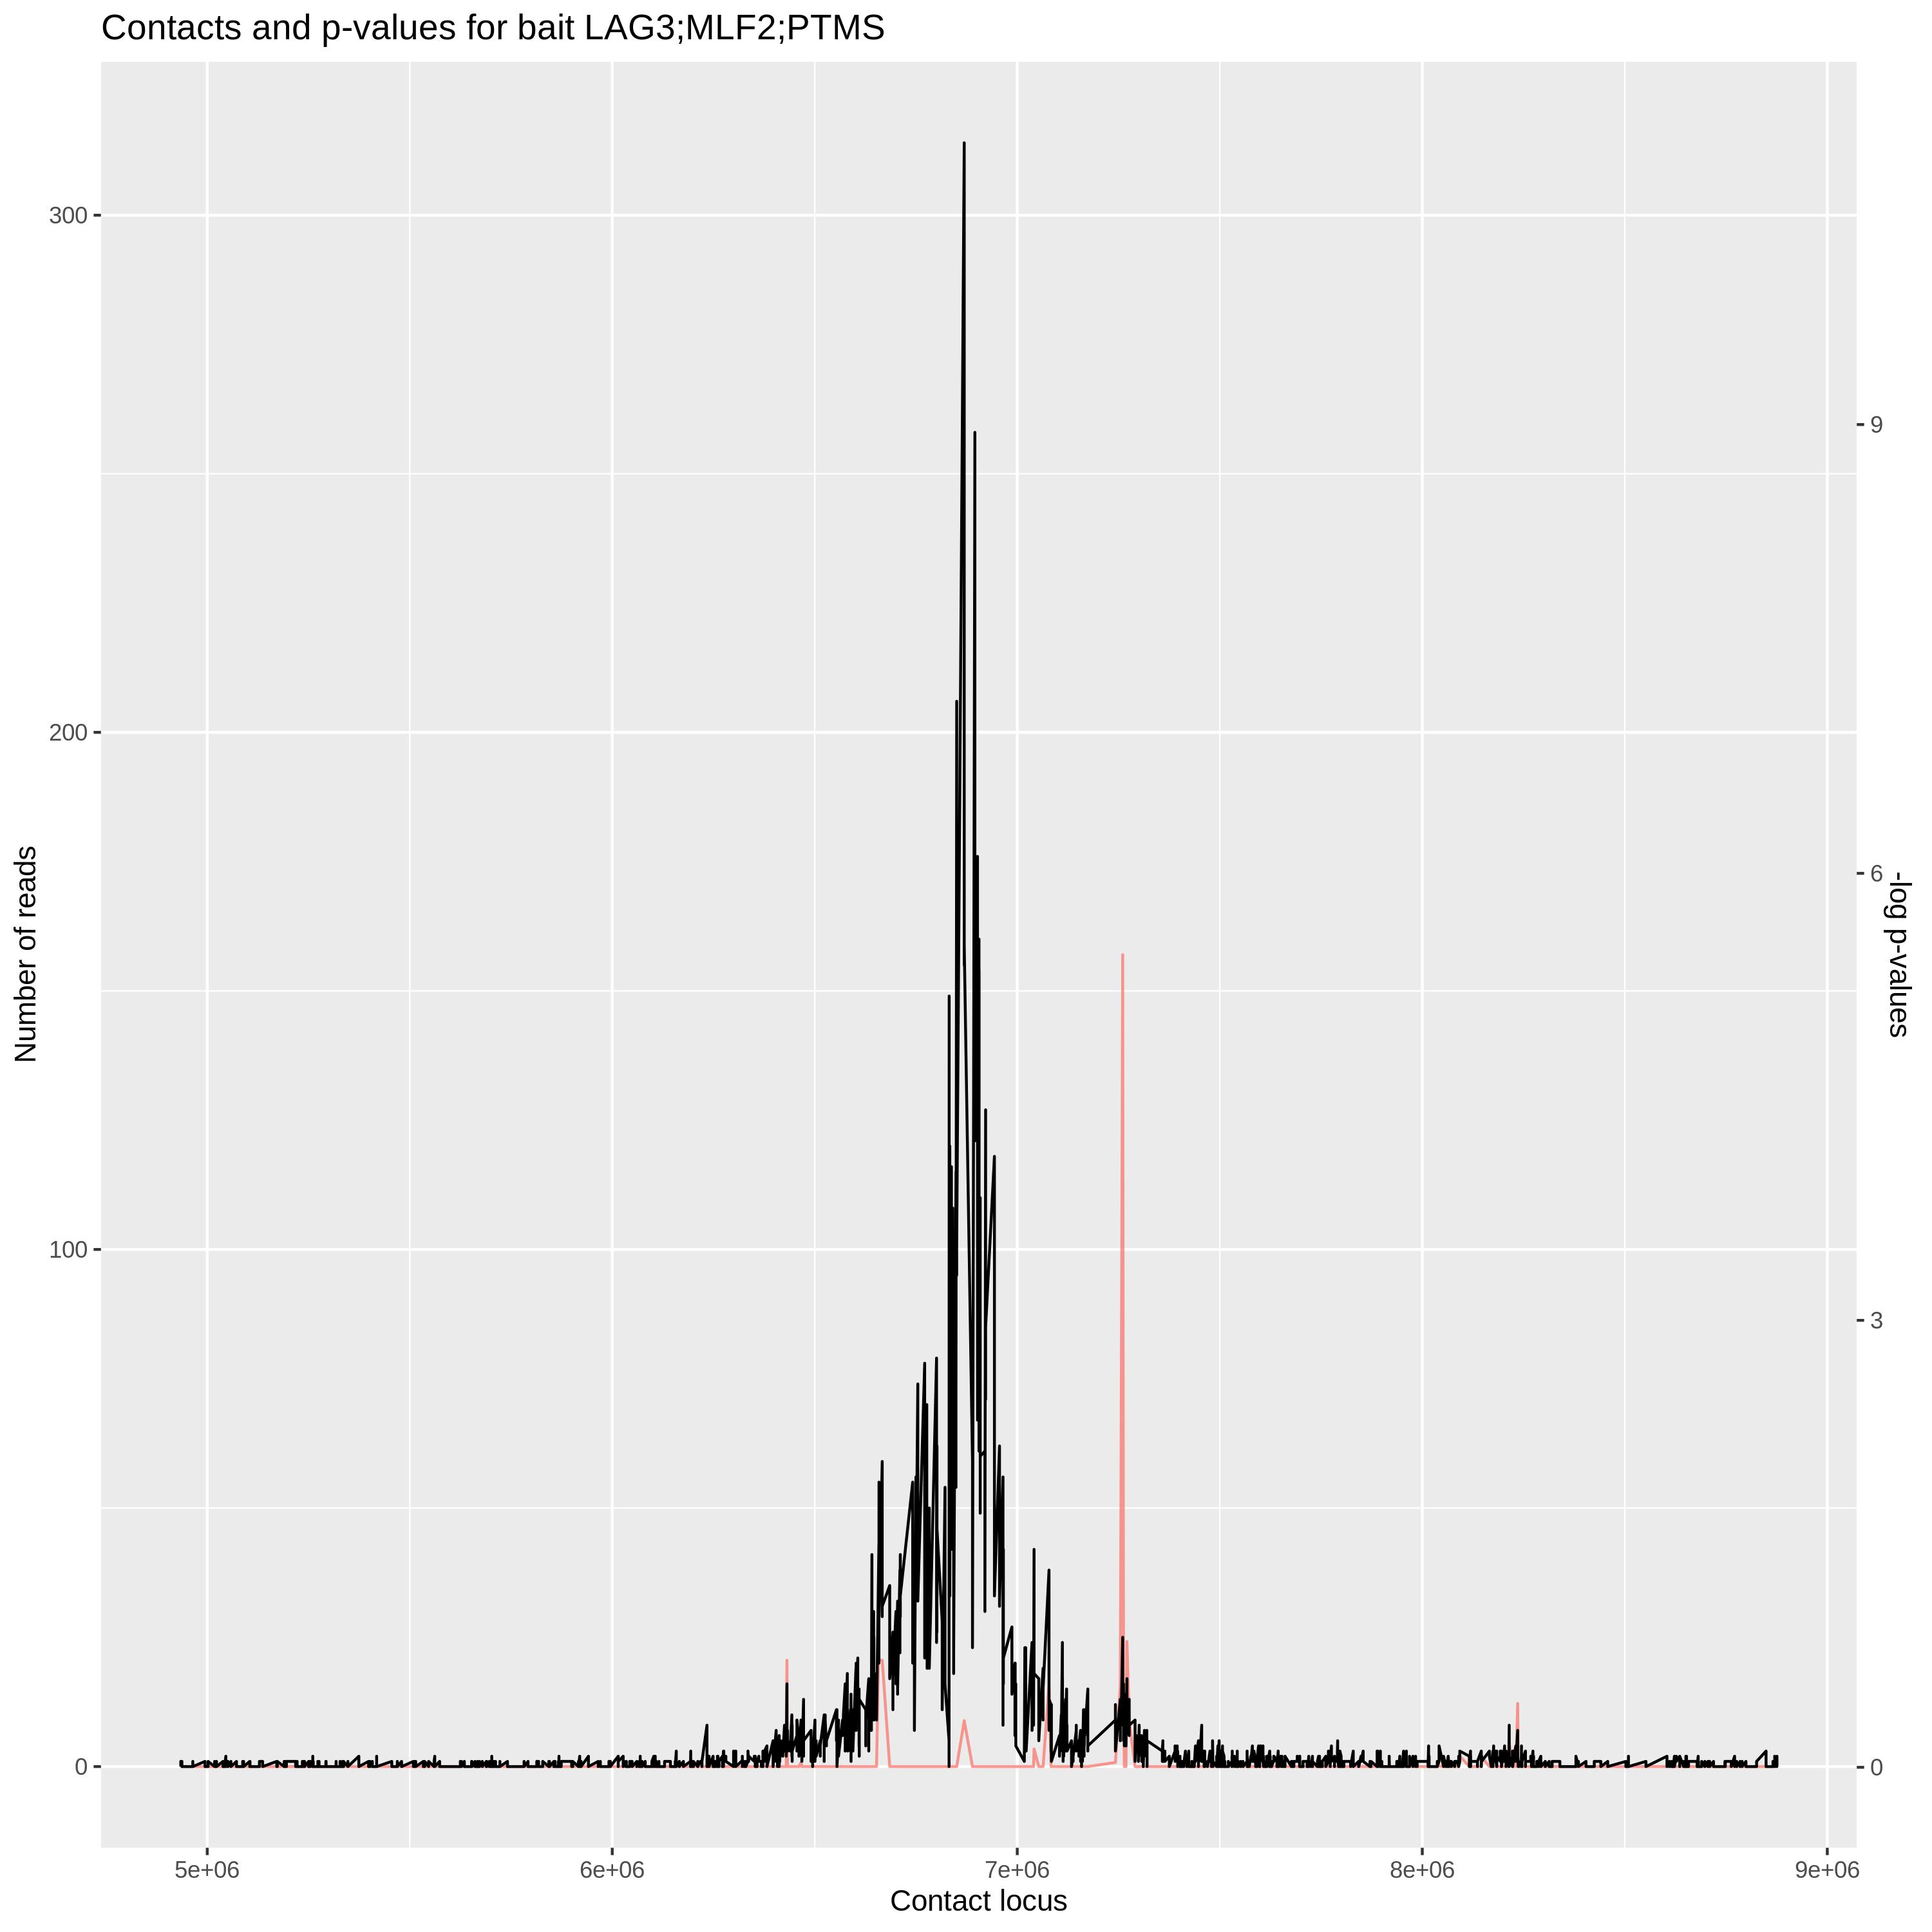 Contacts and p-values for bait LAG3;MLF2;PTMS
300
200
100
0
Number of reads
9
6
3
0
-log p-values
5e+06
6e+06
7e+06
8e+06
9e+06
Contact locus